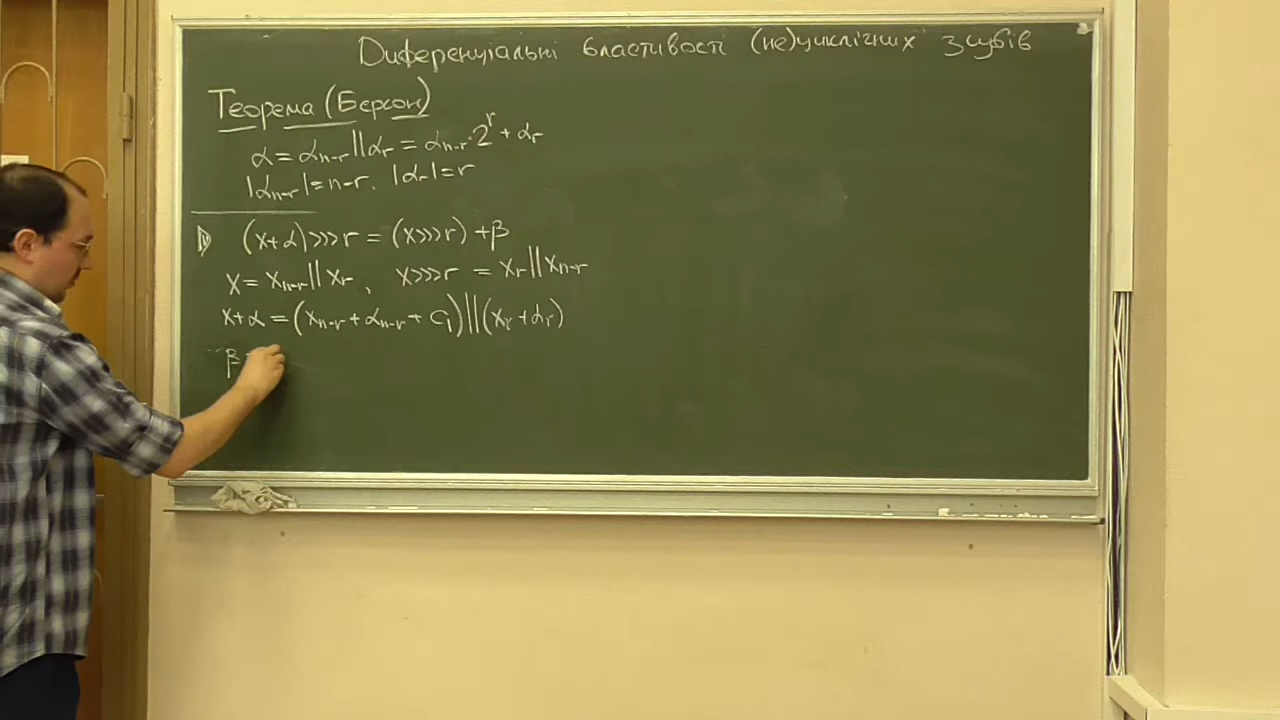 Диференціальні властивості (не)циклічних зсувів
Теорема (Берсон)
α = α_{n-r} || α_r = α_{n-r} · 2^r + α_r
|α_{n-r}| = n-r, |α_r| = r
▷ (x+α) >>> r = (x>>>r) + β
x = x_{n-r} || x_r, x>>>r = x_r || x_{n-r}
x+α = (x_{n-r} + α_{n-r} + c_1) || (x_r + α_r)
β